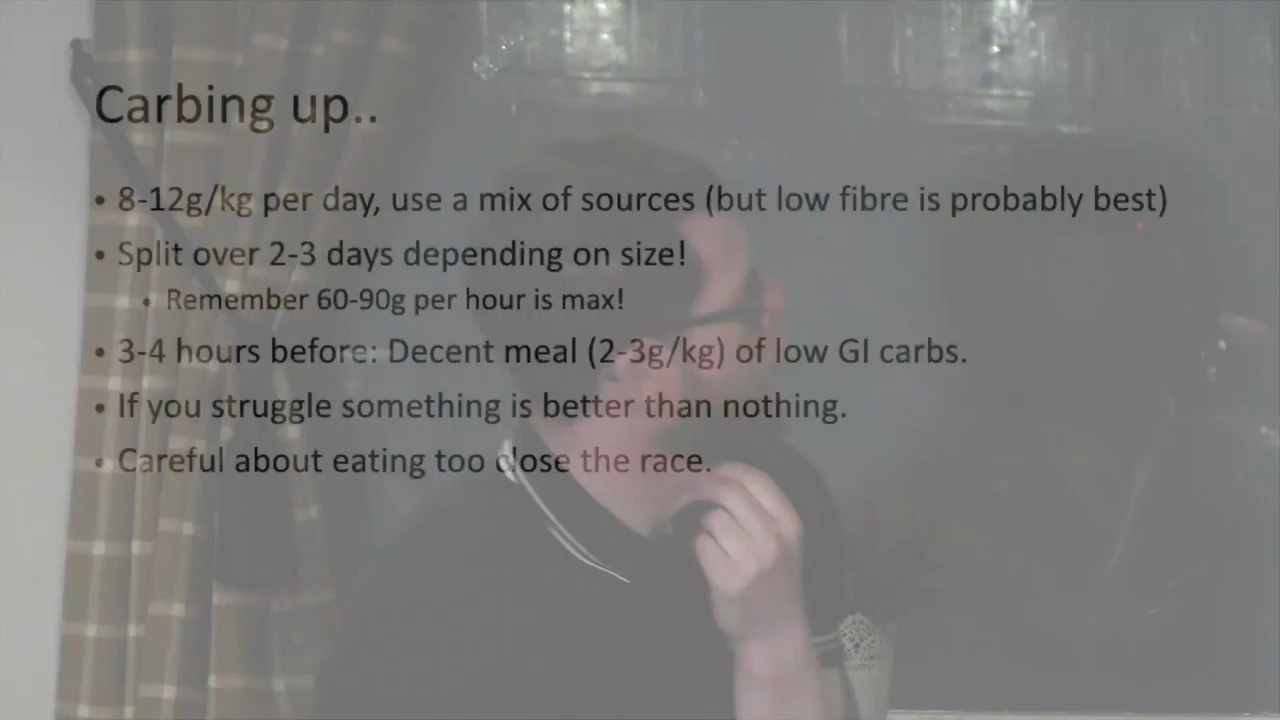 Carbing up..
• 8-12g/kg per day, use a mix of sources (but low fibre is probably best)
• Split over 2-3 days depending on size!
• Remember 60-90g per hour is max!
• 3-4 hours before: Decent meal (2-3g/kg) of low GI carbs.
• If you struggle something is better than nothing.
• Careful about eating too close the race.